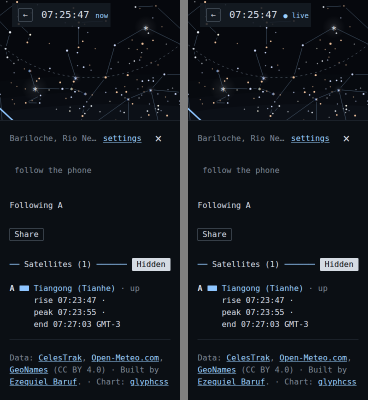 ← 07:25:47 now
Bariloche, Río Ne… settings ×
follow the phone
Following A
Share
Satellites (1) Hidden
A Tiangong (Tianhe) · up
rise 07:23:47 ·
peak 07:23:55 ·
end 07:27:03 GMT-3
Data: CelesTrak, Open-Meteo.com,
GeoNames (CC BY 4.0) · Built by
Ezequiel Baruf. · Chart: glyphcss
← 07:25:47 ● live
Bariloche, Río Ne… settings ×
follow the phone
Following A
Share
Satellites (1) Hidden
A Tiangong (Tianhe) · up
rise 07:23:47 ·
peak 07:23:55 ·
end 07:27:03 GMT-3
Data: CelesTrak, Open-Meteo.com,
GeoNames (CC BY 4.0) · Built by
Ezequiel Baruf. · Chart: glyphcss